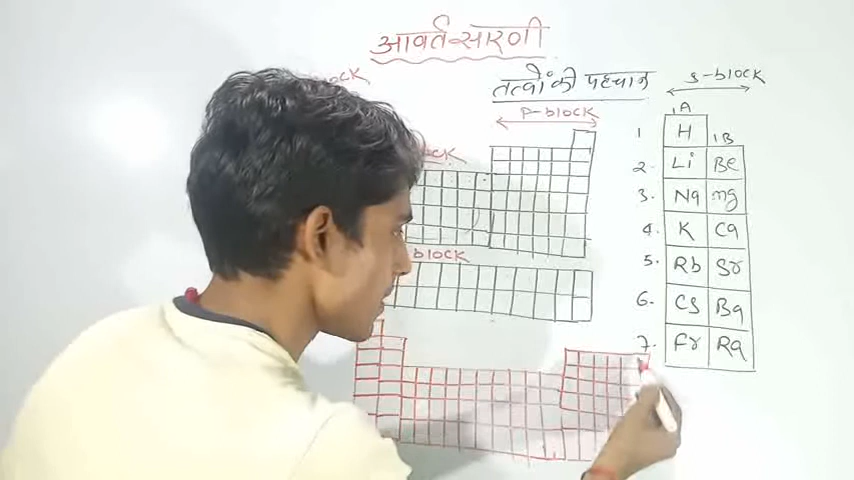 आवर्त सारणी
तत्वों की पहचान
s-block
p-block
block
1A
1B
1 H
2. Li Be
3. Na mg
4. K Ca
5. Rb Sr
6. Cs Ba
7. Fr Ra